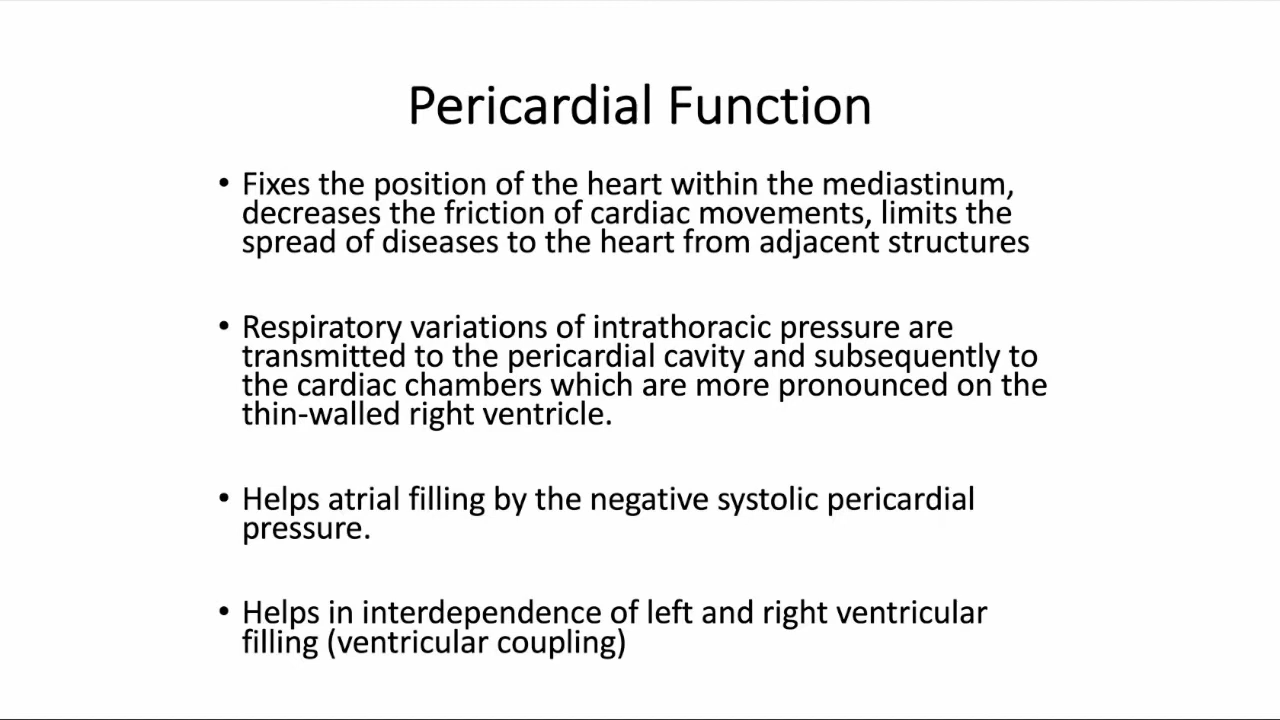 Pericardial Function
• Fixes the position of the heart within the mediastinum,
decreases the friction of cardiac movements, limits the
spread of diseases to the heart from adjacent structures
• Respiratory variations of intrathoracic pressure are
transmitted to the pericardial cavity and subsequently to
the cardiac chambers which are more pronounced on the
thin-walled right ventricle.
• Helps atrial filling by the negative systolic pericardial
pressure.
• Helps in interdependence of left and right ventricular
filling (ventricular coupling)